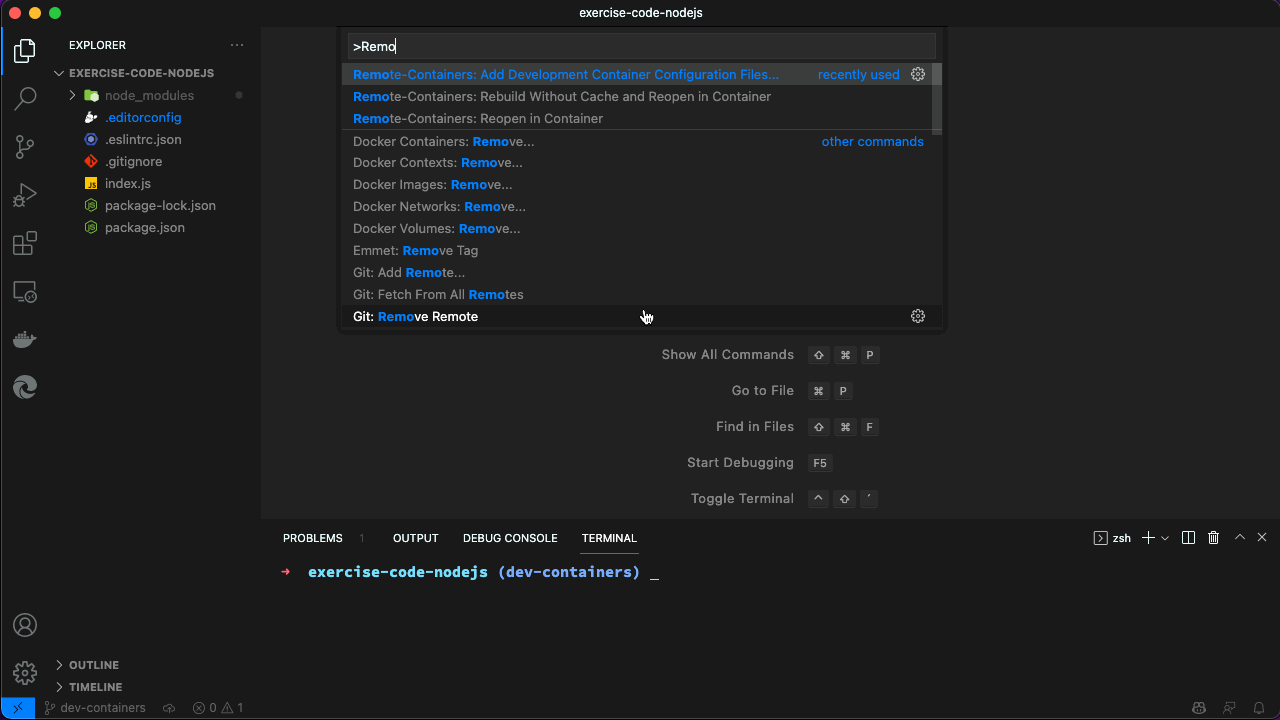 exercise-code-nodejs
EXPLORER
EXERCISE-CODE-NODEJS
node_modules
.editorconfig
.eslintrc.json
.gitignore
JS index.js
package-lock.json
package.json
>Remo
Remote-Containers: Add Development Container Configuration Files... recently used
Remote-Containers: Rebuild Without Cache and Reopen in Container
Remote-Containers: Reopen in Container
Docker Containers: Remove... other commands
Docker Contexts: Remove...
Docker Images: Remove...
Docker Networks: Remove...
Docker Volumes: Remove...
Emmet: Remove Tag
Git: Add Remote...
Git: Fetch From All Remotes
Git: Remove Remote
Show All Commands ⇧ ⌘ P
Go to File ⌘ P
Find in Files ⇧ ⌘ F
Start Debugging F5
Toggle Terminal ^ ⇧ ´
PROBLEMS 1 OUTPUT DEBUG CONSOLE TERMINAL zsh
➜ exercise-code-nodejs (dev-containers) _
OUTLINE
TIMELINE
dev-containers 0 1